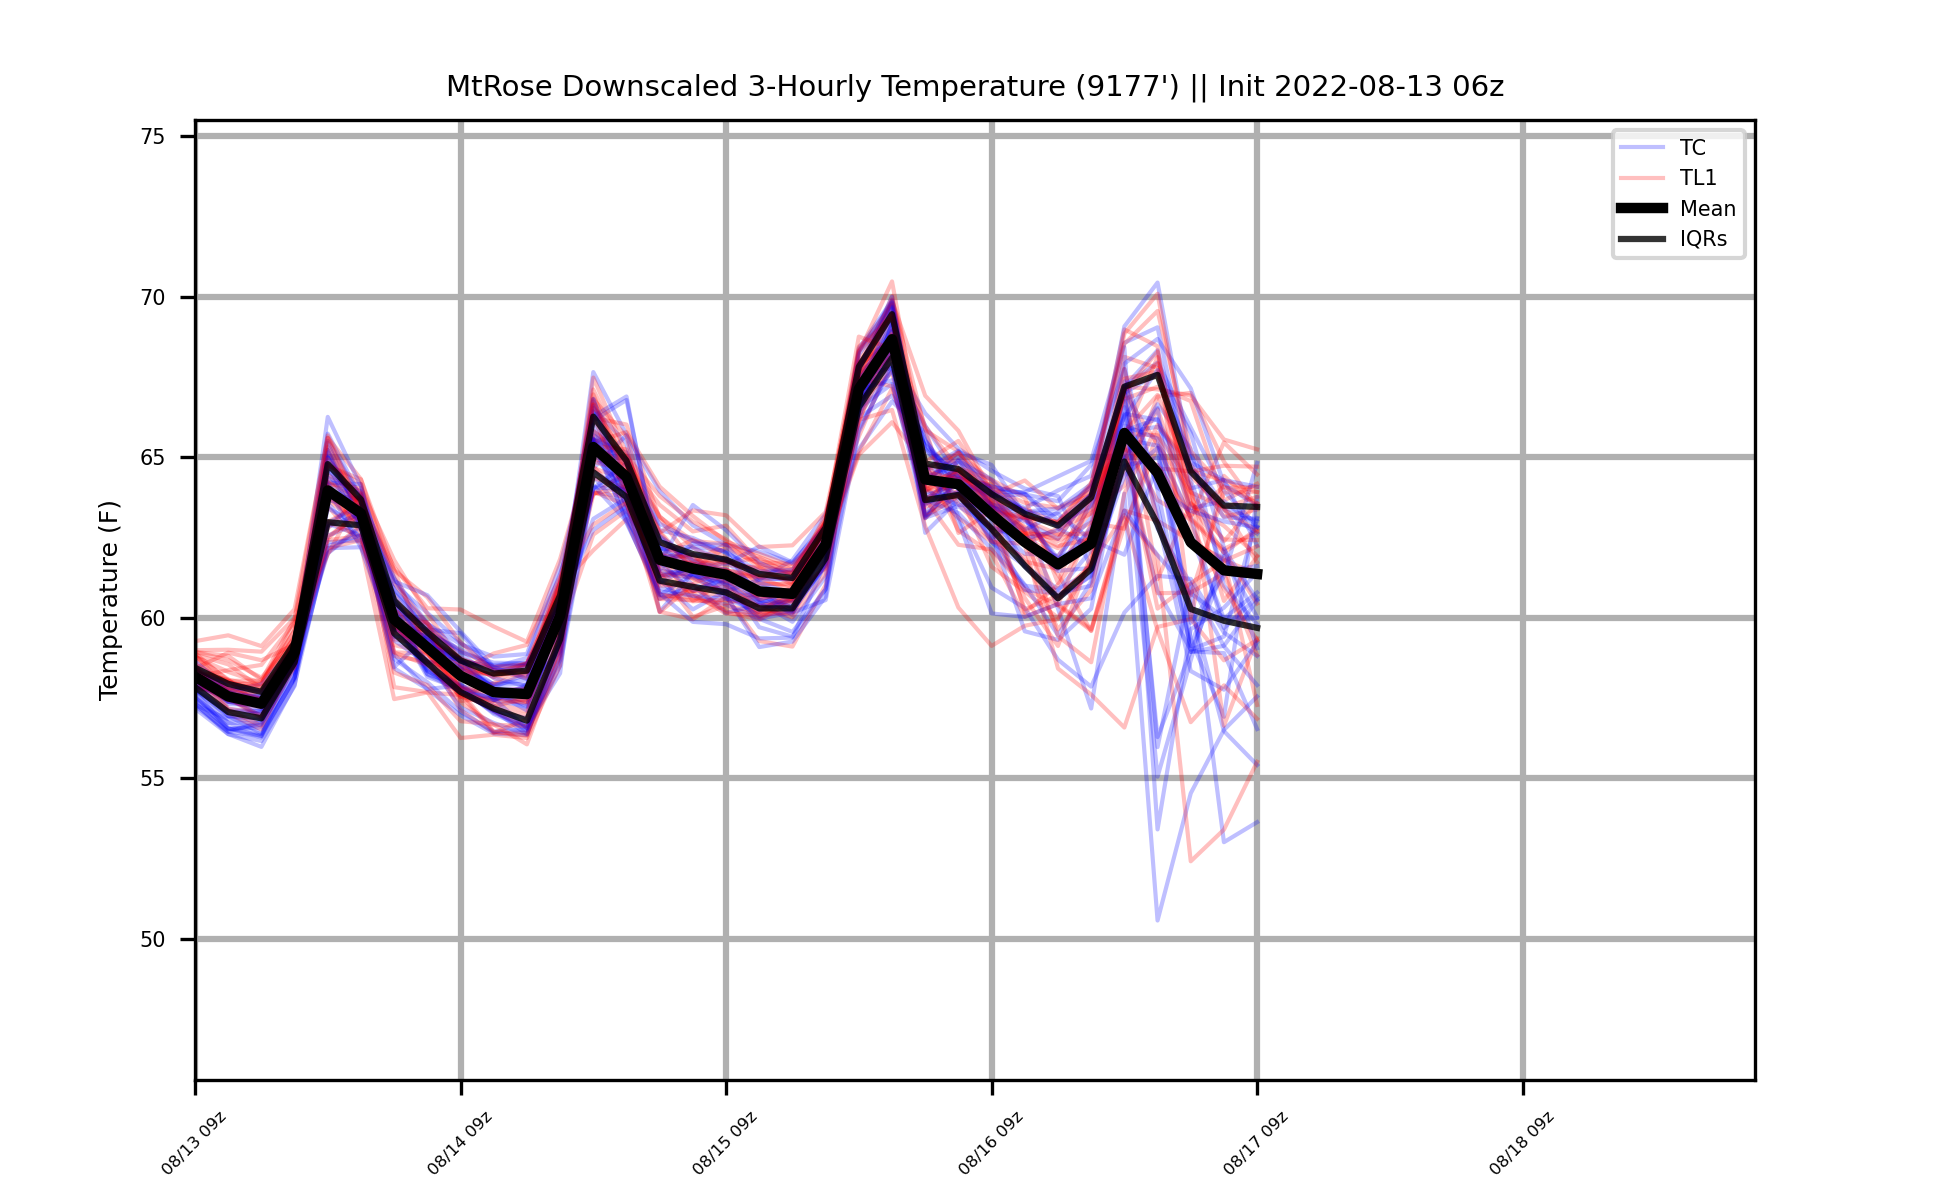 MtRose Downscaled 3-Hourly Temperature (9177') || Init 2022-08-13 06z
75
70
65
60
55
50
Temperature (F)
TC
TL1
Mean
IQRs
08/13 09z
08/14 09z
08/15 09z
08/16 09z
08/17 09z
08/18 09z